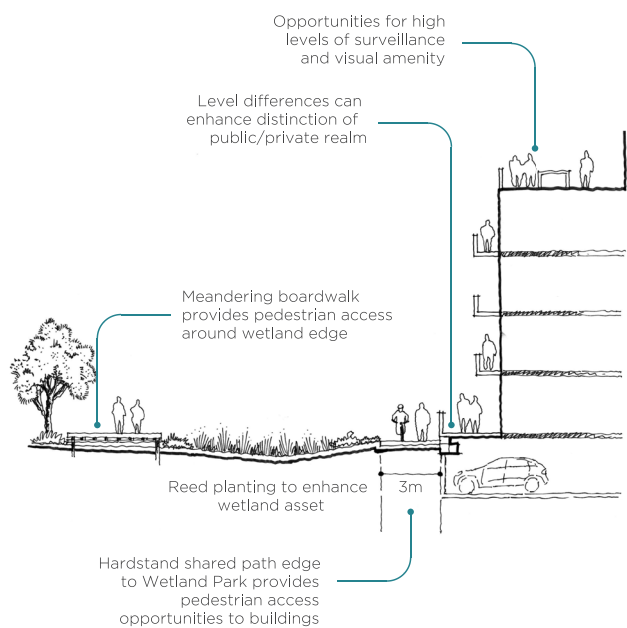 Opportunities for high
levels of surveillance
and visual amenity
Level differences can
enhance distinction of
public/private realm
Meandering boardwalk
provides pedestrian access
around wetland edge
Reed planting to enhance
wetland asset
3m
Hardstand shared path edge
to Wetland Park provides
pedestrian access
opportunities to buildings